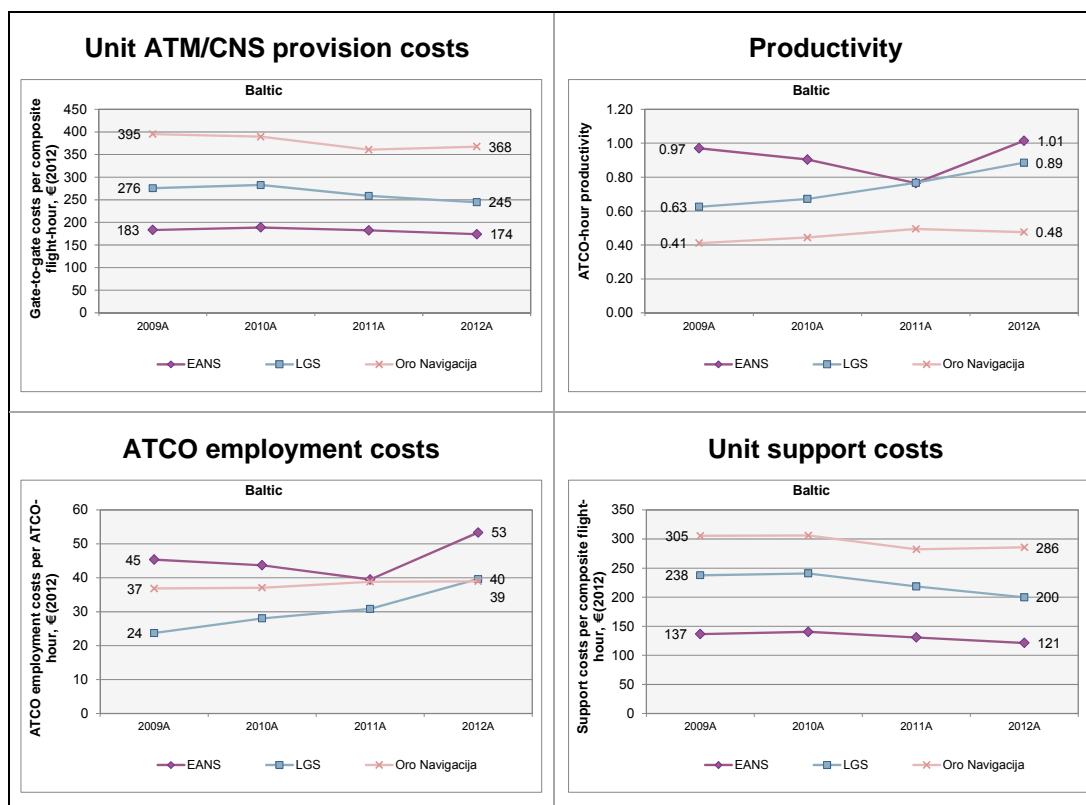 Unit ATM/CNS provision costs
Baltic
Gate-to-gate costs per composite
flight-hour, €(2012)
450
400
350
300
250
200
150
100
50
0
395
276
183
368
245
174
2009A 2010A 2011A 2012A
EANS LGS Oro Navigacija
Productivity
Baltic
ATCO-hour productivity
1.20
1.00
0.80
0.60
0.40
0.20
0.00
0.97
0.63
0.41
1.01
0.89
0.48
2009A 2010A 2011A 2012A
EANS LGS Oro Navigacija
ATCO employment costs
Baltic
ATCO employment costs per ATCO-
hour, €(2012)
60
50
40
30
20
10
0
45
37
24
53
40
39
2009A 2010A 2011A 2012A
EANS LGS Oro Navigacija
Unit support costs
Baltic
Support costs per composite flight-
hour, €(2012)
350
300
250
200
150
100
50
0
305
238
137
286
200
121
2009A 2010A 2011A 2012A
EANS LGS Oro Navigacija